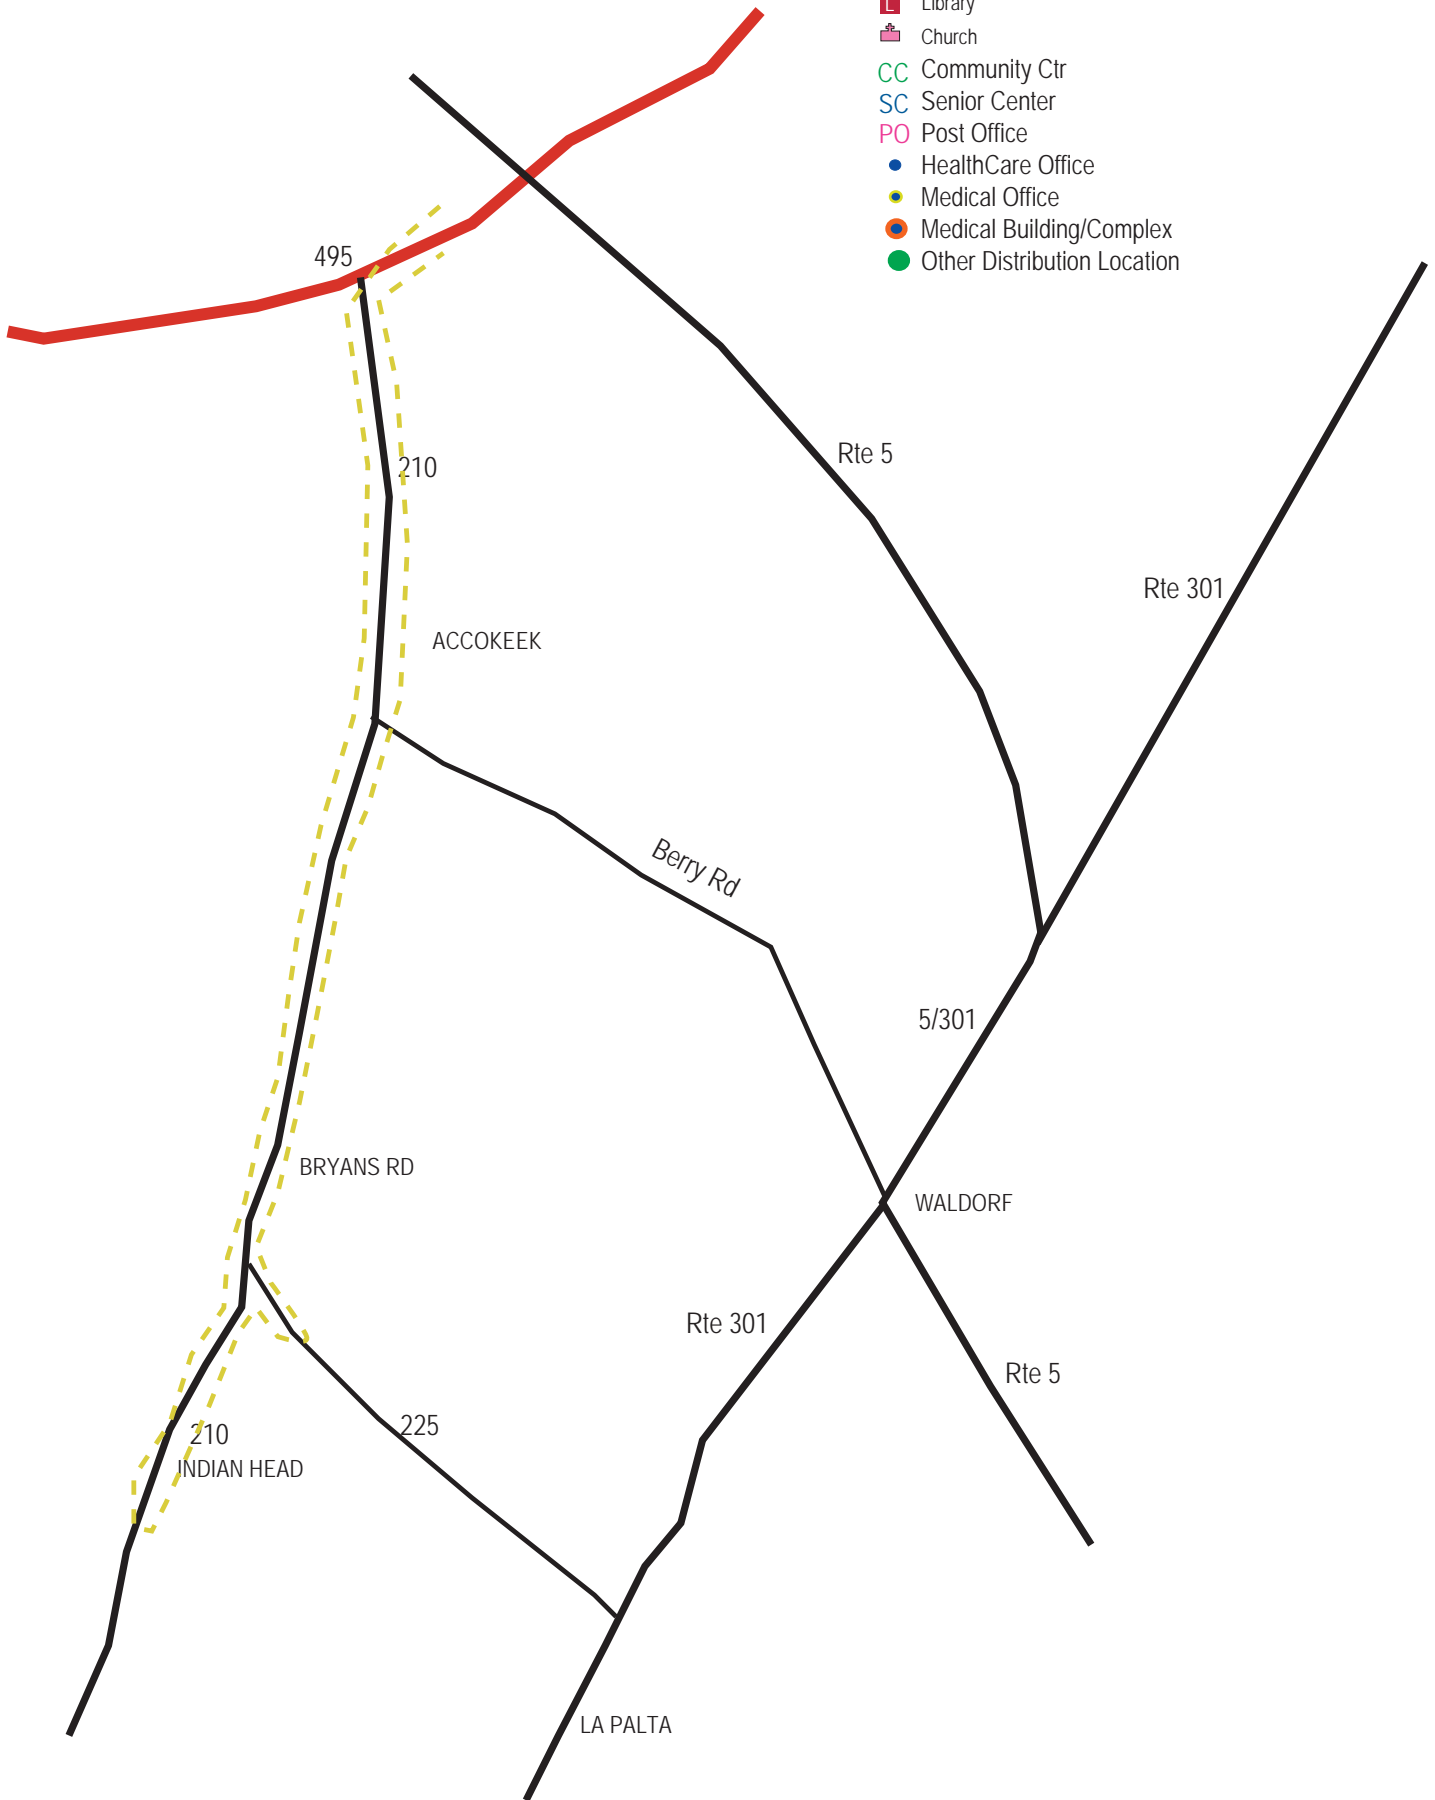 L Library
Church
CC Community Ctr
SC Senior Center
PO Post Office
HealthCare Office
Medical Office
Medical Building/Complex
Other Distribution Location
495
210
Rte 5
Rte 301
ACCOKEEK
Berry Rd
5/301
BRYANS RD
WALDORF
Rte 301
Rte 5
225
210
INDIAN HEAD
LA PALTA